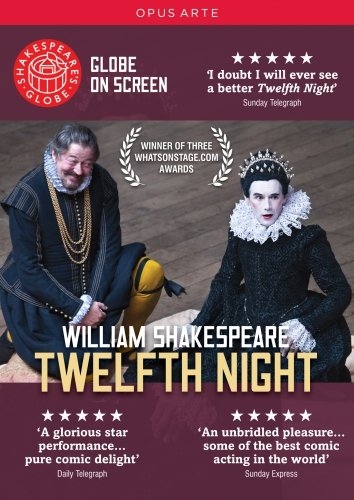 OPUS ARTE
SHAKESPEARE'S
GLOBE
GLOBE
ON SCREEN
'I doubt I will ever see
a better Twelfth Night'
Sunday Telegraph
WINNER OF THREE
WHATSONSTAGE.COM
AWARDS
WILLIAM SHAKESPEARE
TWELFTH NIGHT
'A glorious star
performance...
pure comic delight'
Daily Telegraph
'An unbridled pleasure...
some of the best comic
acting in the world'
Sunday Express